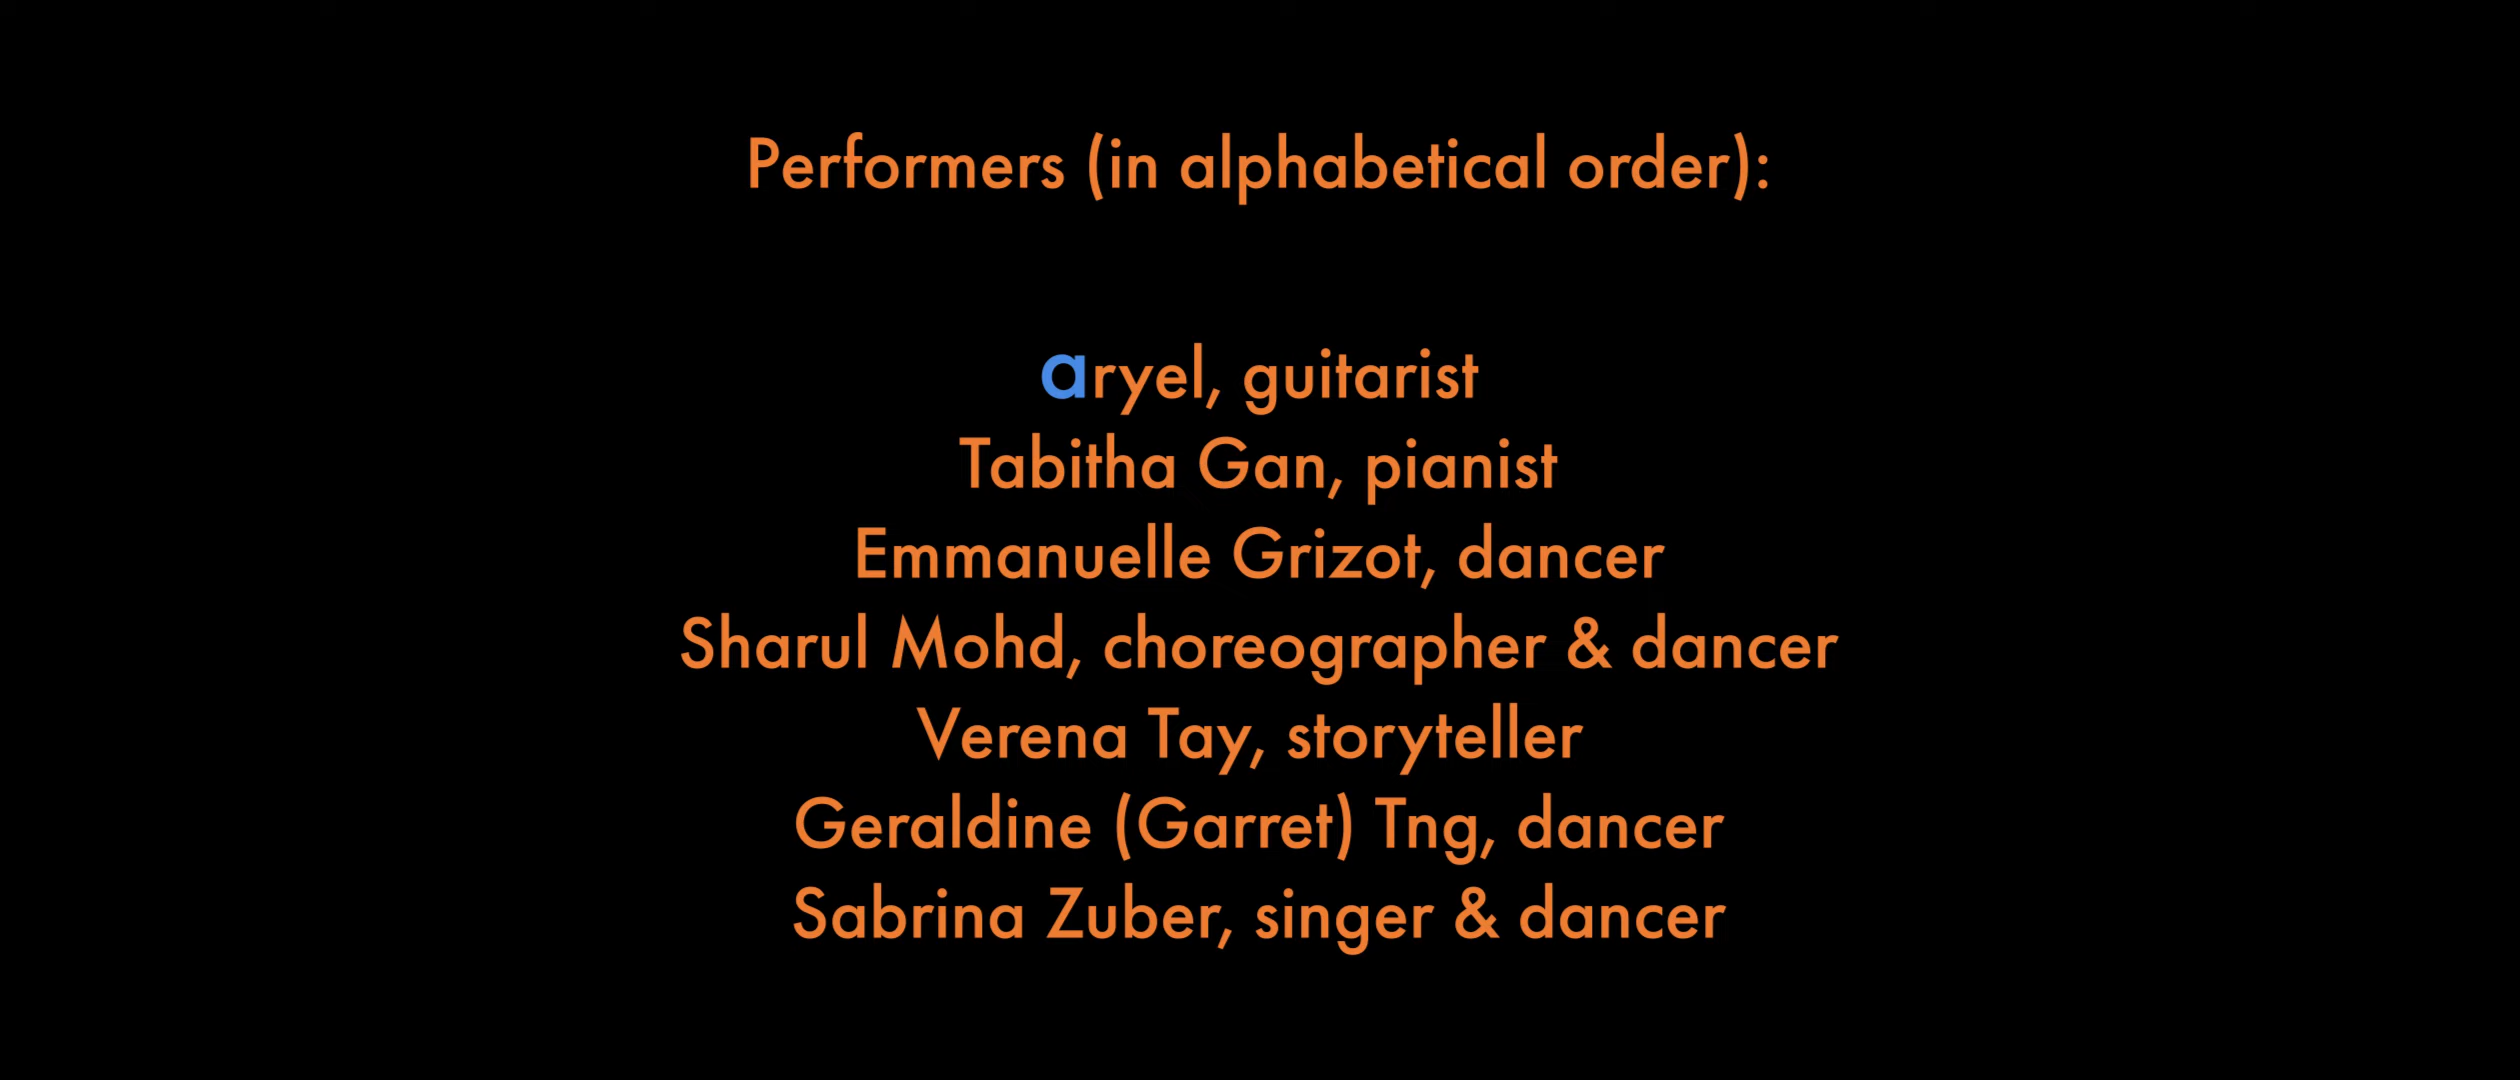 Performers (in alphabetical order):
aryel, guitarist
Tabitha Gan, pianist
Emmanuelle Grizot, dancer
Sharul Mohd, choreographer & dancer
Verena Tay, storyteller
Geraldine (Garret) Tng, dancer
Sabrina Zuber, singer & dancer